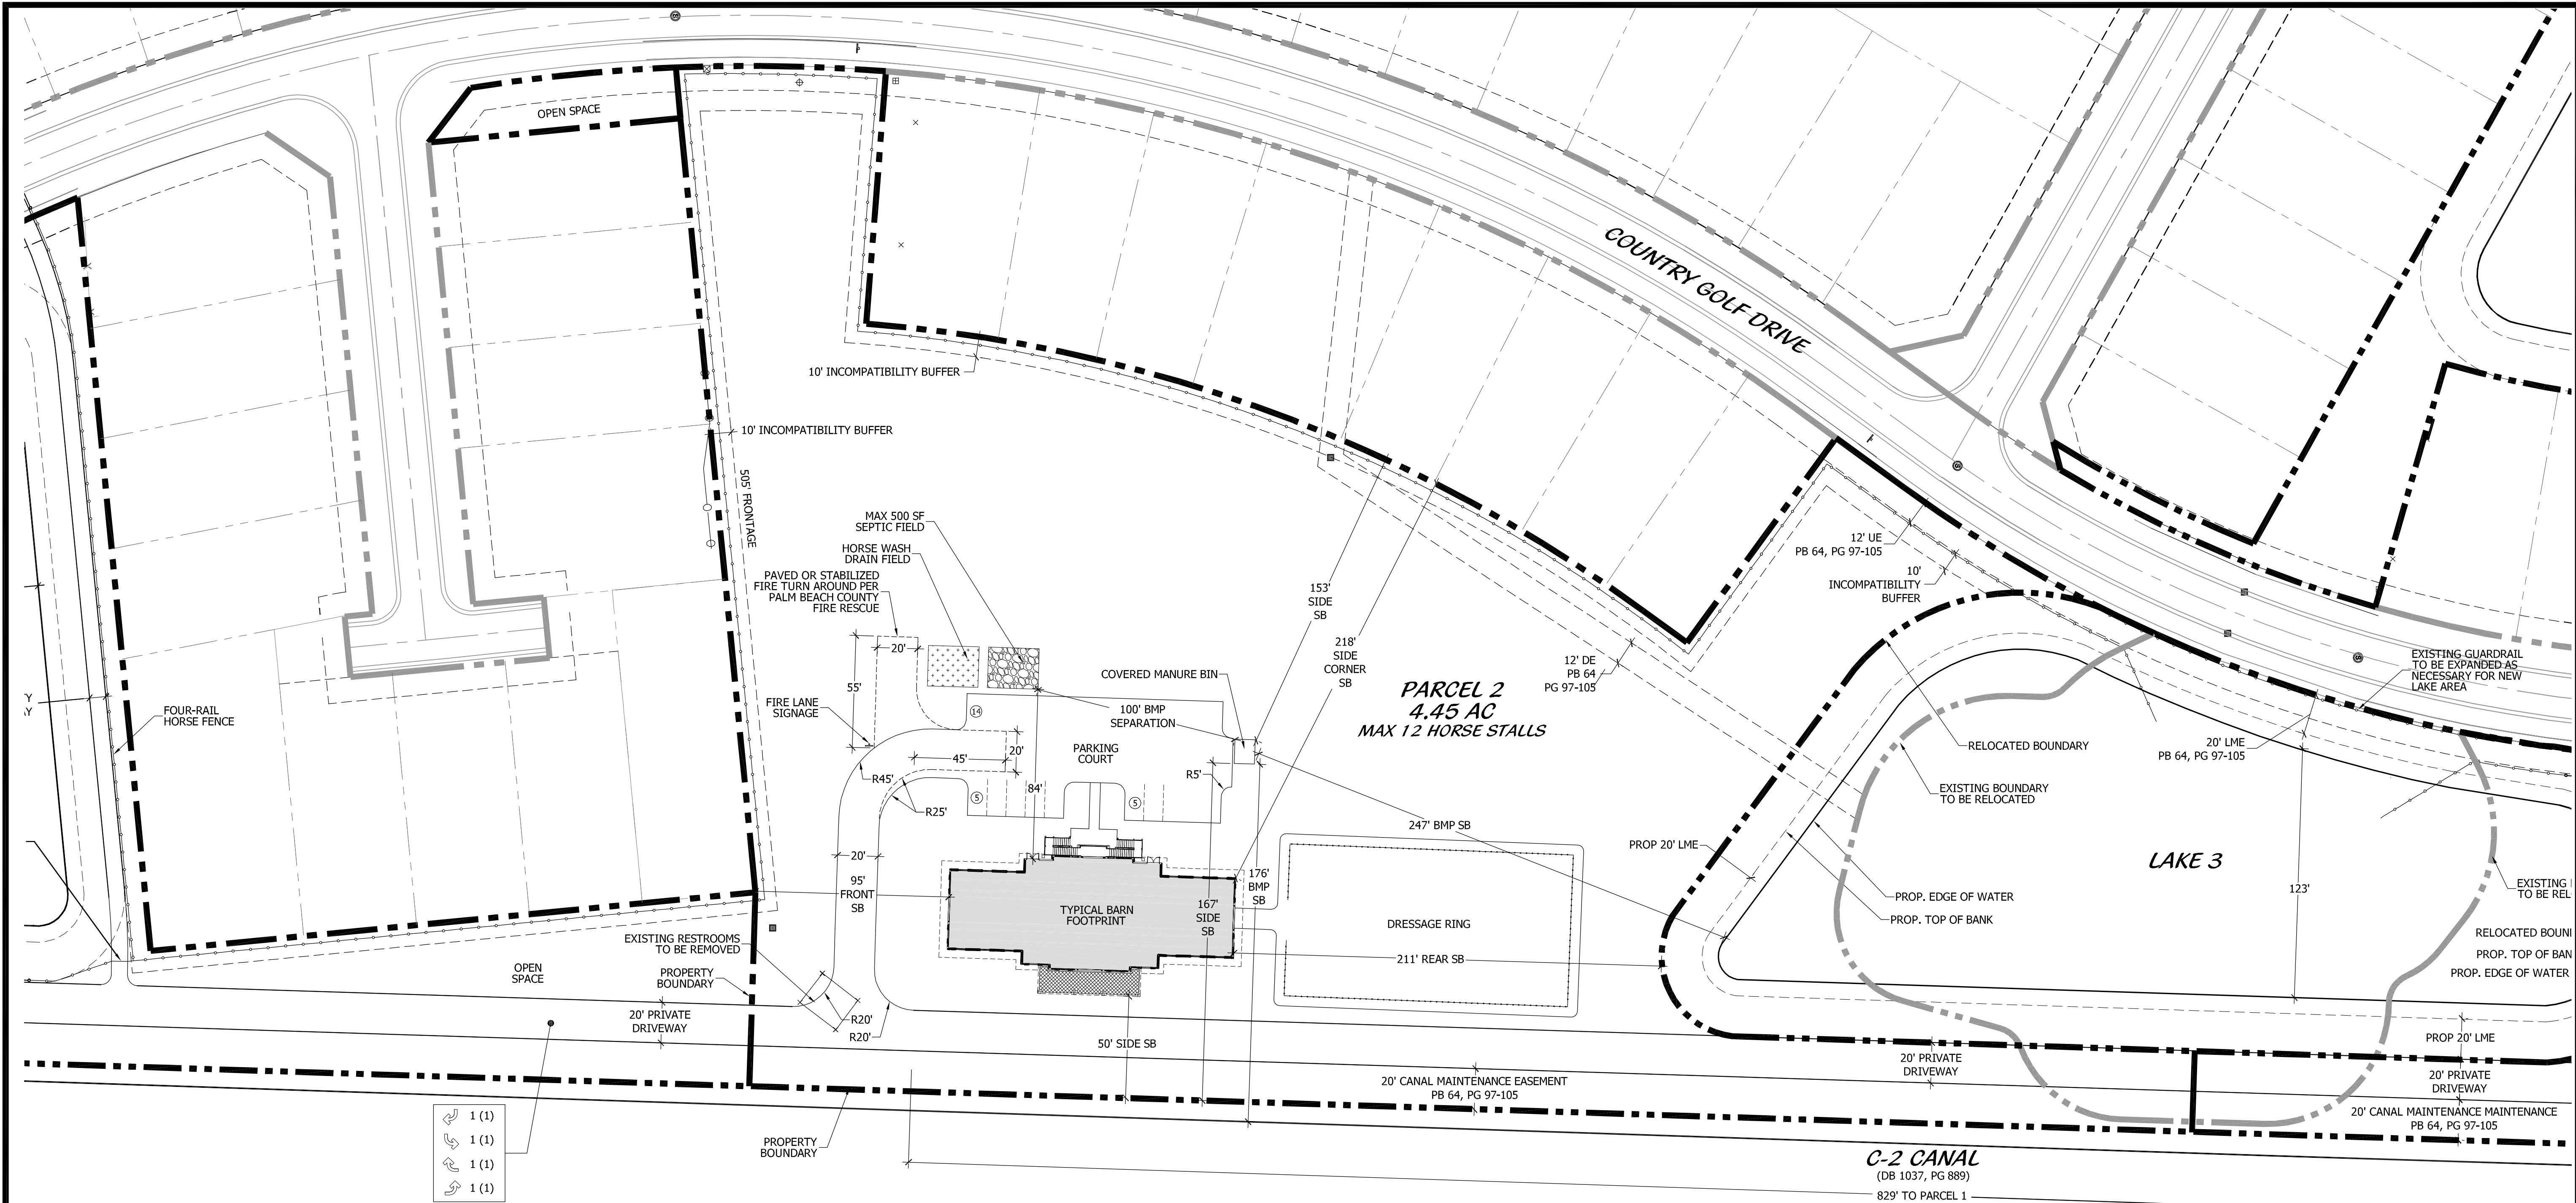 OPEN SPACE
COUNTRY GOLF DRIVE
10' INCOMPATIBILITY BUFFER
10' INCOMPATIBILITY BUFFER
505' FRONTAGE
MAX 500 SF
SEPTIC FIELD
HORSE WASH
DRAIN FIELD
PAVED OR STABILIZED
FIRE TURN AROUND PER
PALM BEACH COUNTY
FIRE RESCUE
12' UE
PB 64, PG 97-105
10'
INCOMPATIBILITY
BUFFER
153'
SIDE
SB
218'
SIDE
CORNER
SB
20'
55'
12' DE
PB 64
PG 97-105
EXISTING GUARDRAIL
TO BE EXPANDED AS
NECESSARY FOR NEW
LAKE AREA
COVERED MANURE BIN
PARCEL 2
4.45 AC
MAX 12 HORSE STALLS
FOUR-RAIL
HORSE FENCE
FIRE LANE
SIGNAGE
14
100' BMP
SEPARATION
20' LME
PB 64, PG 97-105
RELOCATED BOUNDARY
PARKING
COURT
45'
20'
R45'
R5'
84'
5
5
R25'
EXISTING BOUNDARY
TO BE RELOCATED
247' BMP SB
PROP 20' LME
LAKE 3
20'
95'
FRONT
SB
176'
BMP
SB
167'
SIDE
SB
TYPICAL BARN
FOOTPRINT
DRESSAGE RING
PROP. EDGE OF WATER
PROP. TOP OF BANK
123'
EXISTING
TO BE REL
RELOCATED BOUN
PROP. TOP OF BAN
PROP. EDGE OF WATER
EXISTING RESTROOMS
TO BE REMOVED
211' REAR SB
OPEN
SPACE
PROPERTY
BOUNDARY
20' PRIVATE
DRIVEWAY
R20'
R20'
50' SIDE SB
20' PRIVATE
DRIVEWAY
PROP 20' LME
20' CANAL MAINTENANCE EASEMENT
PB 64, PG 97-105
20' PRIVATE
DRIVEWAY
20' CANAL MAINTENANCE MAINTENANCE
PB 64, PG 97-105
1 (1)
1 (1)
1 (1)
1 (1)
PROPERTY
BOUNDARY
C-2 CANAL
(DB 1037, PG 889)
829' TO PARCEL 1